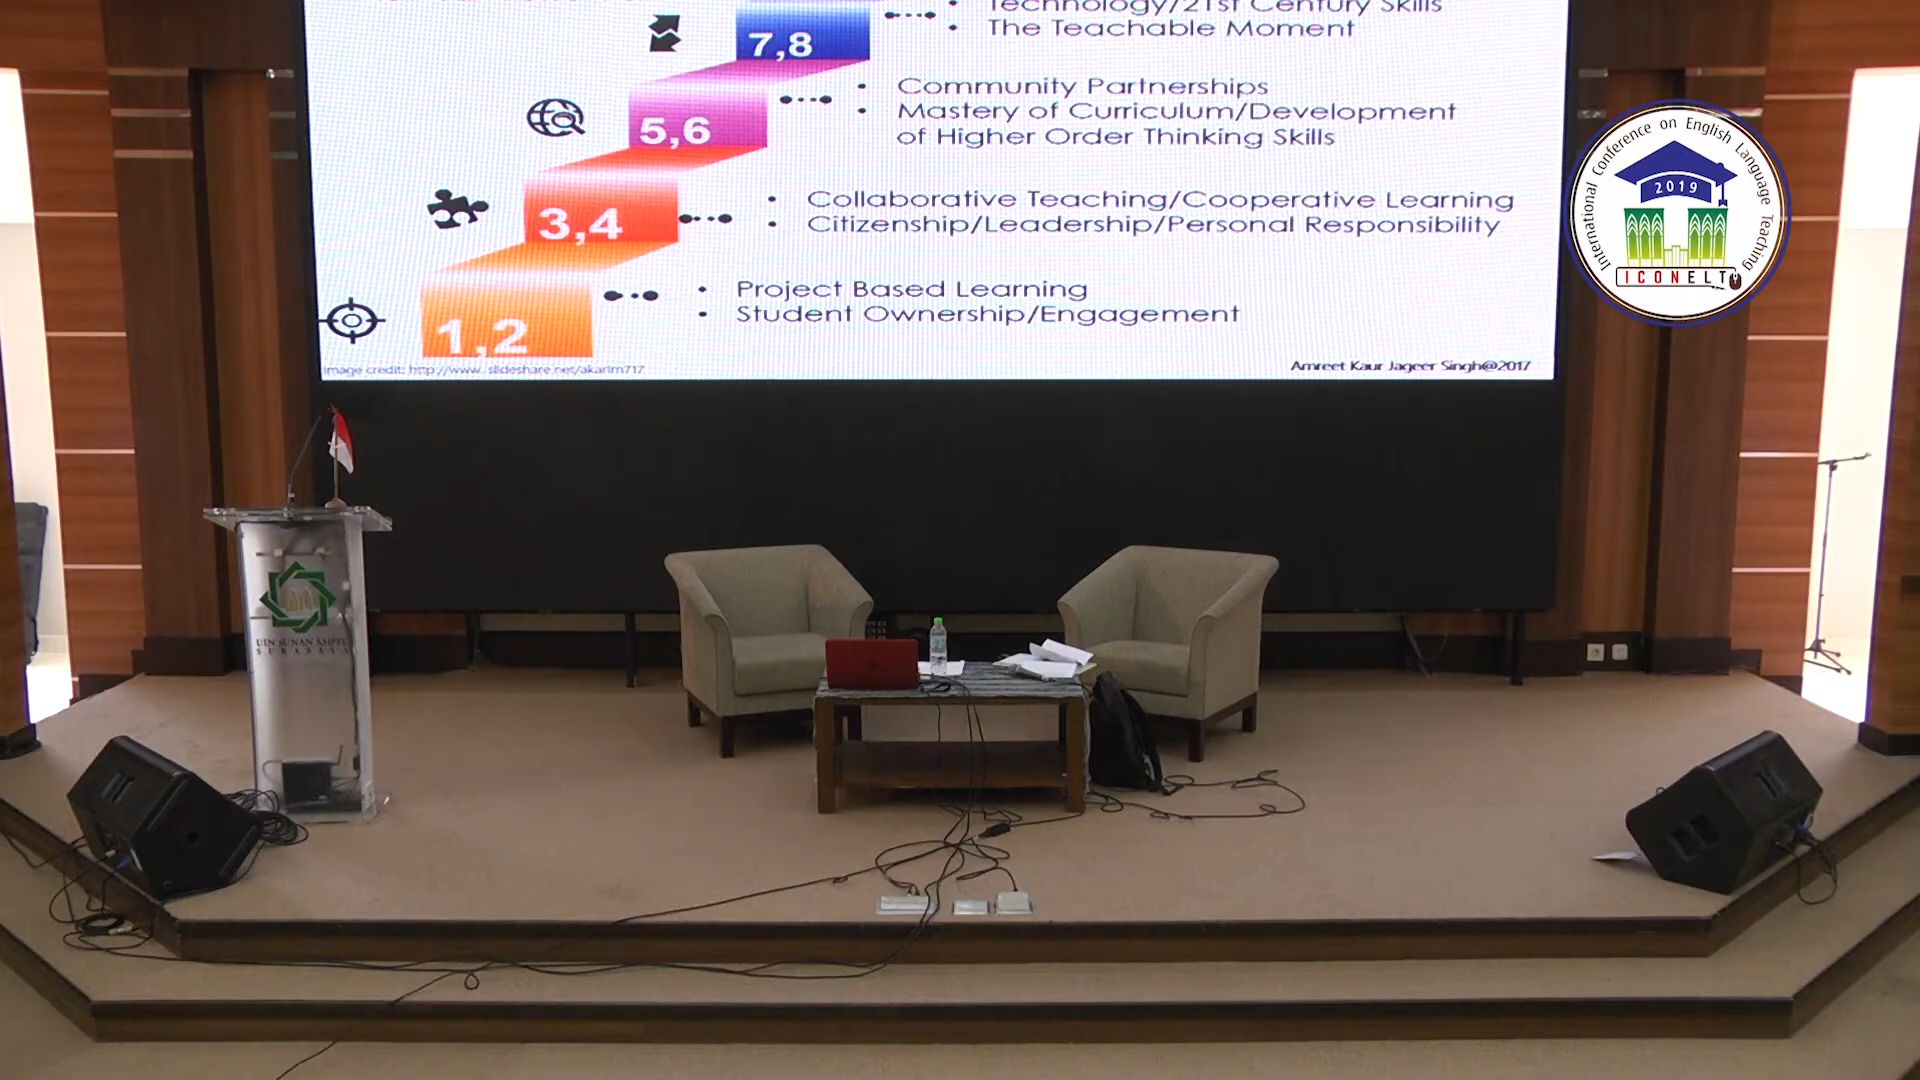 Technology/21st Century Skills
The Teachable Moment
7,8
Community Partnerships
Mastery of Curriculum/Development
of Higher Order Thinking Skills
5,6
Collaborative Teaching/Cooperative Learning
Citizenship/Leadership/Personal Responsibility
3,4
Project Based Learning
Student Ownership/Engagement
1,2
Image credit: http://www. slideshare.net/akarim717
Amreet Kaur Jageer Singh@2017
International Conference on English Language Teaching
2019
ICONELT
UIN SUNAN AMPEL
SURABAYA